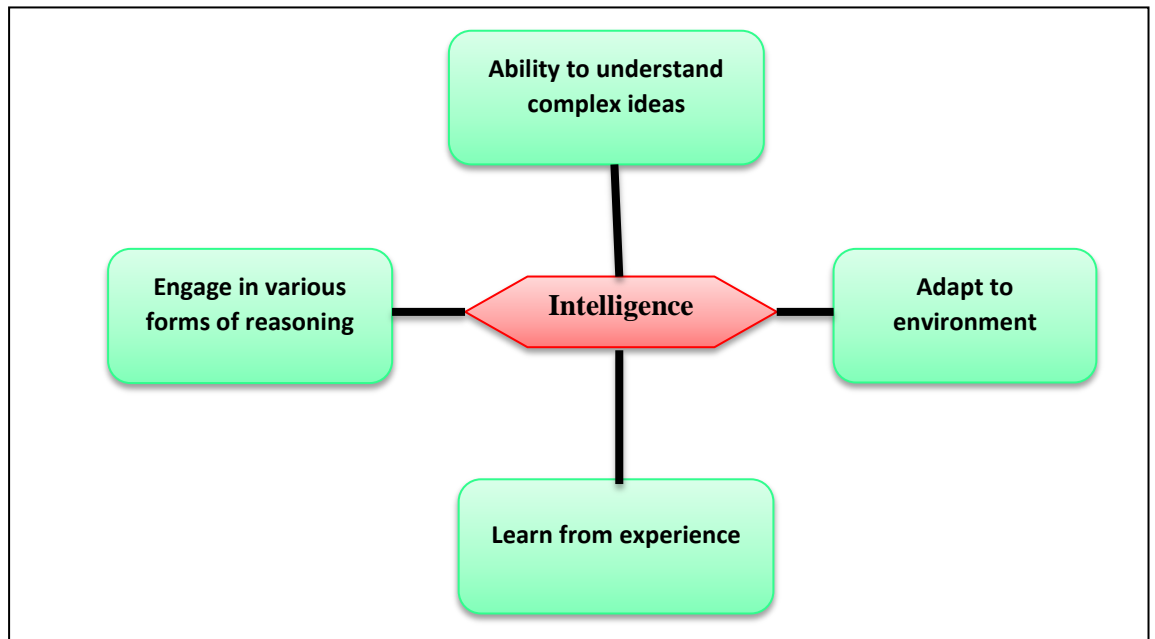 Ability to understand
complex ideas
Engage in various
forms of reasoning
Intelligence
Adapt to
environment
Learn from experience